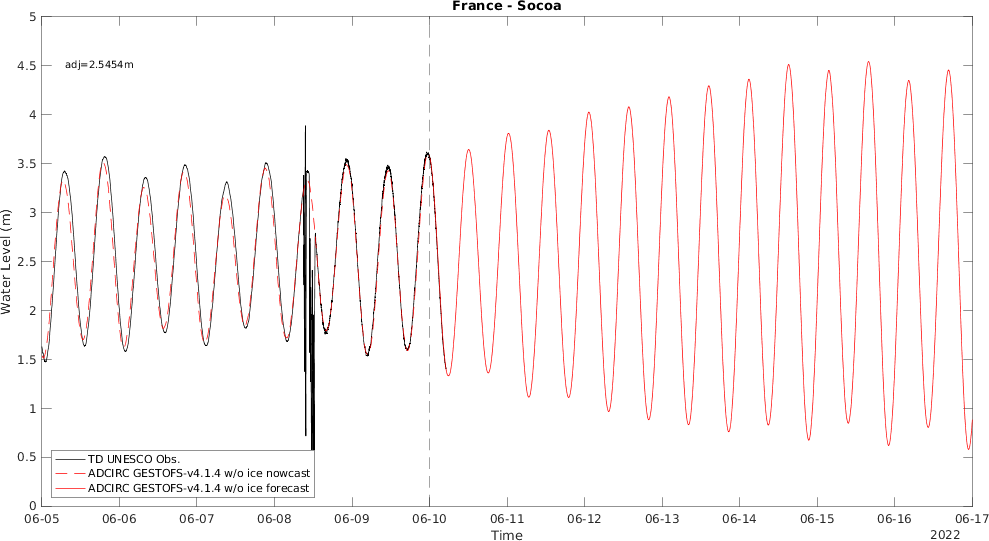 France - Socoa
5
4.5
4
3.5
3
2.5
2
1.5
1
0.5
0
Water Level (m)
adj=2.5454m
TD UNESCO Obs.
ADCIRC GESTOFS-v4.1.4 w/o ice nowcast
ADCIRC GESTOFS-v4.1.4 w/o ice forecast
06-05 06-06 06-07 06-08 06-09 06-10 06-11 06-12 06-13 06-14 06-15 06-16 06-17
Time
2022